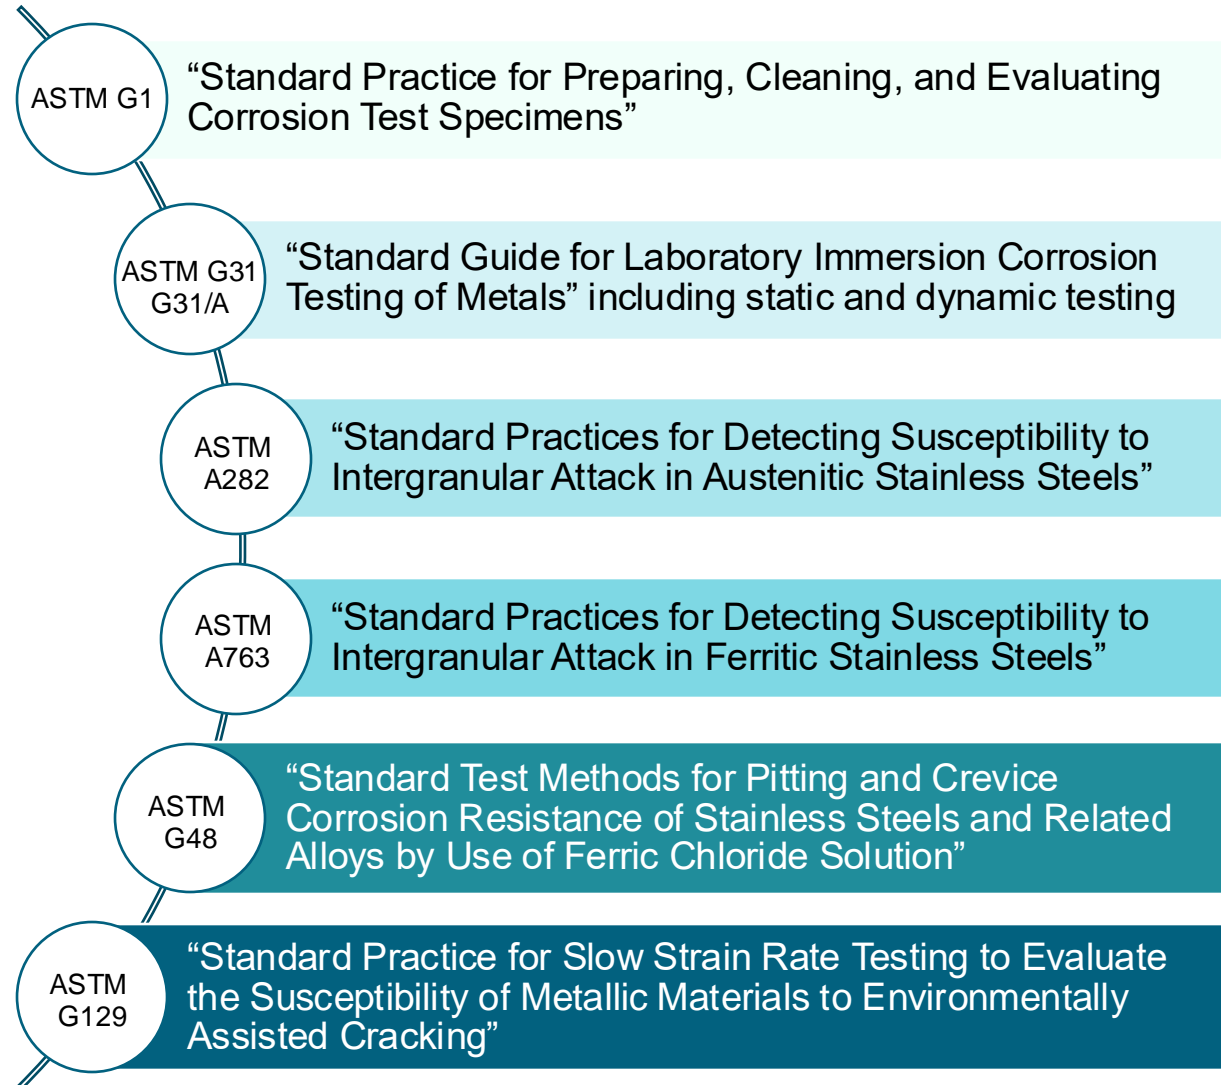 ASTM G1
“Standard Practice for Preparing, Cleaning, and Evaluating
Corrosion Test Specimens”
ASTM G31
G31/A
“Standard Guide for Laboratory Immersion Corrosion
Testing of Metals” including static and dynamic testing
ASTM
A282
“Standard Practices for Detecting Susceptibility to
Intergranular Attack in Austenitic Stainless Steels”
ASTM
A763
“Standard Practices for Detecting Susceptibility to
Intergranular Attack in Ferritic Stainless Steels”
ASTM
G48
“Standard Test Methods for Pitting and Crevice
Corrosion Resistance of Stainless Steels and Related
Alloys by Use of Ferric Chloride Solution”
ASTM
G129
“Standard Practice for Slow Strain Rate Testing to Evaluate
the Susceptibility of Metallic Materials to Environmentally
Assisted Cracking”